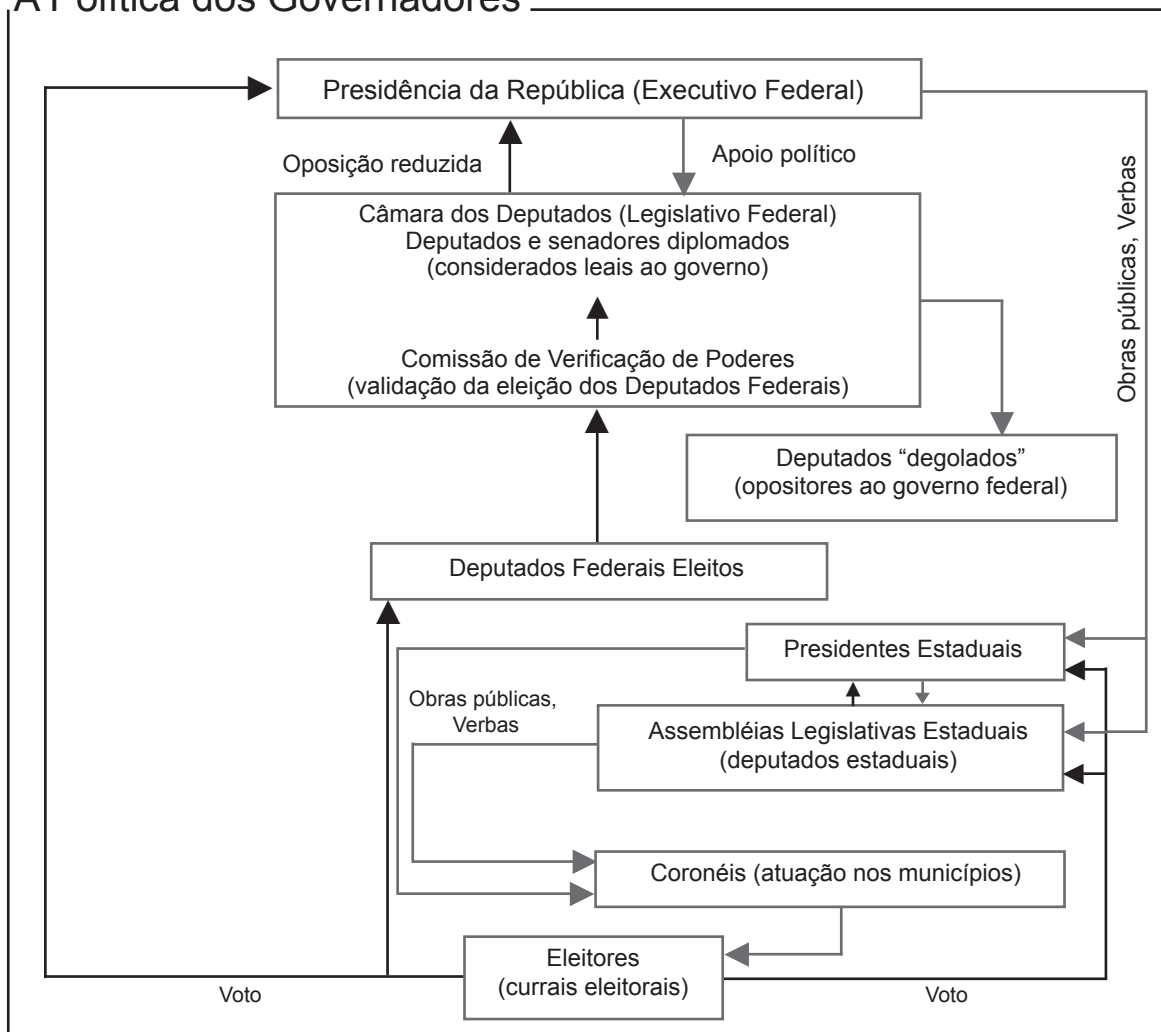 A Política dos Governadores
Presidência da República (Executivo Federal)
Oposição reduzida
Apoio político
Obras públicas, Verbas
Câmara dos Deputados (Legislativo Federal)
Deputados e senadores diplomados
(considerados leais ao governo)
Comissão de Verificação de Poderes
(validação da eleição dos Deputados Federais)
Deputados “degolados”
(opositores ao governo federal)
Deputados Federais Eleitos
Presidentes Estaduais
Obras públicas,
Verbas
Assembléias Legislativas Estaduais
(deputados estaduais)
Coronéis (atuação nos municípios)
Eleitores
(currais eleitorais)
Voto
Voto